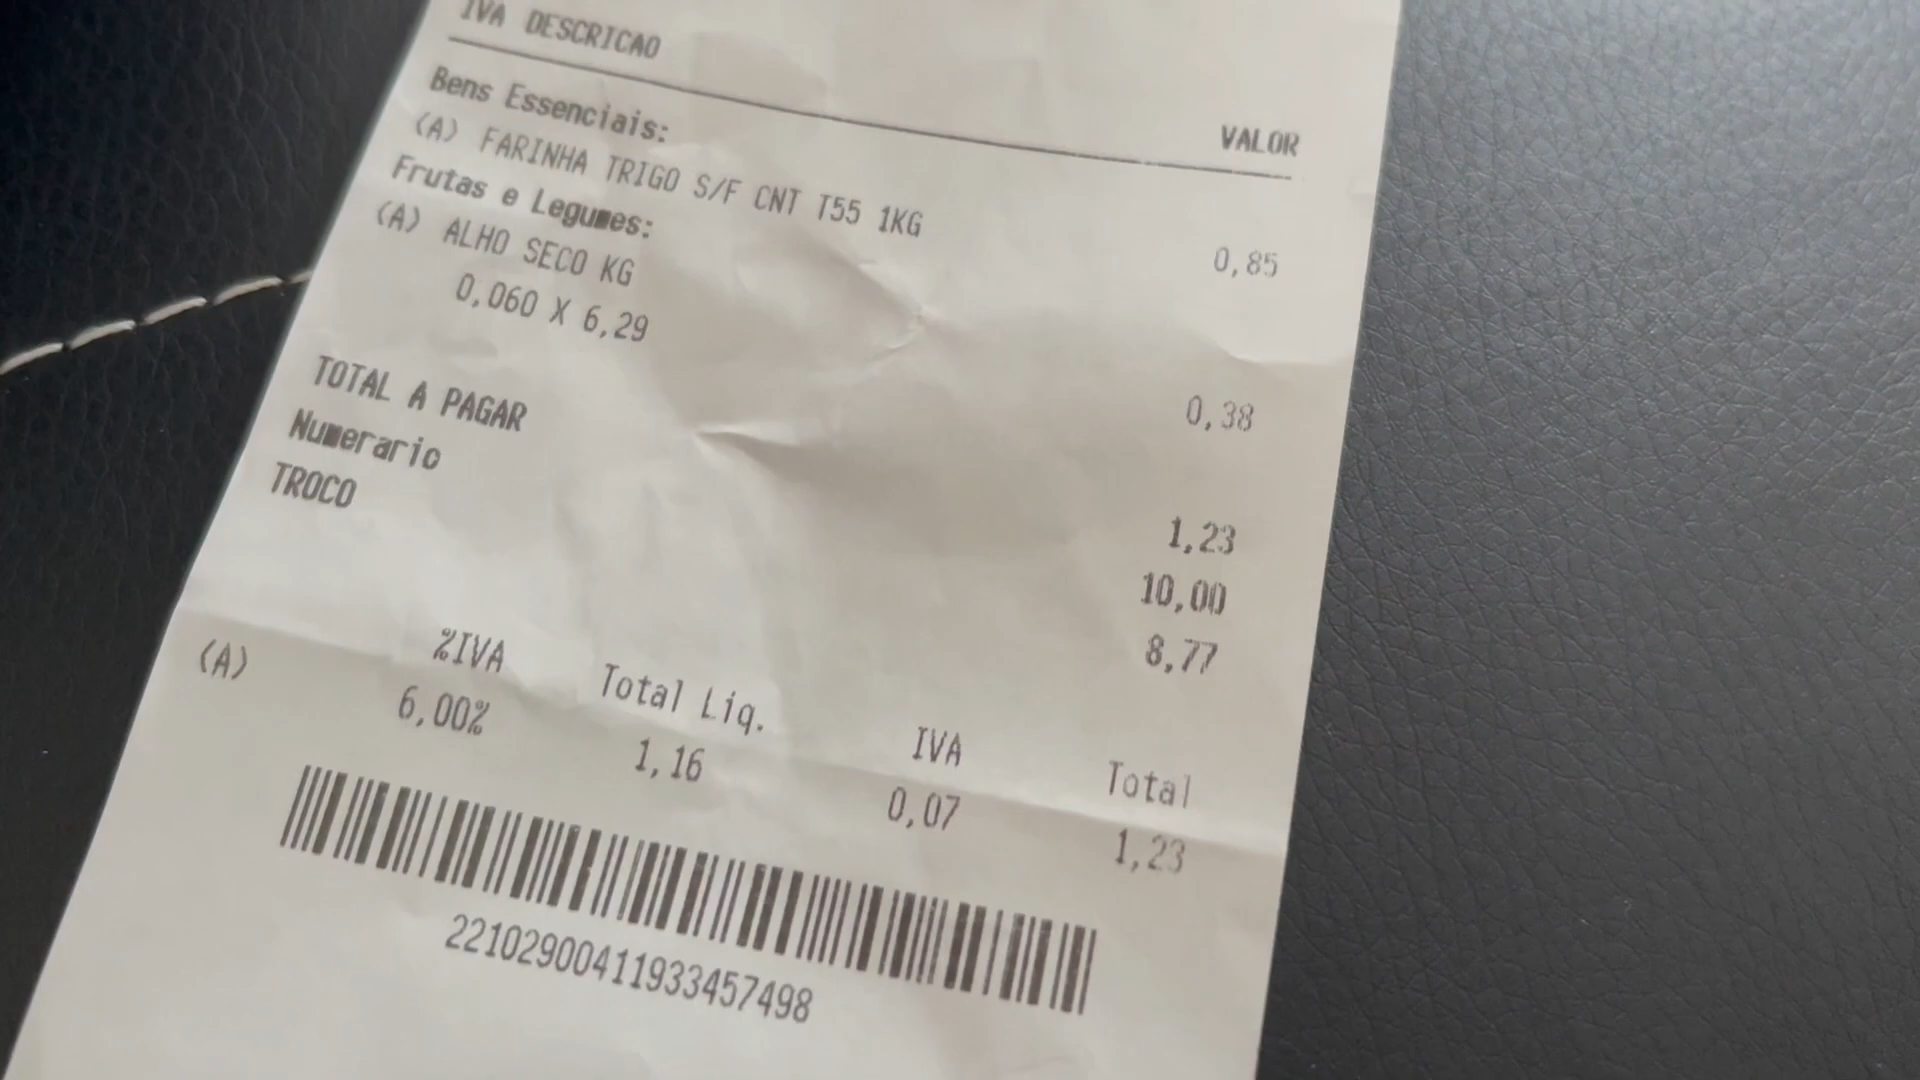 IVA DESCRICAO VALOR
Bens Essenciais:
(A) FARINHA TRIGO S/F CNT T55 1KG 0,85
Frutas e Legumes:
(A) ALHO SECO KG
0,060 X 6,29 0,38
TOTAL A PAGAR 1,23
Numerario 10,00
TROCO 8,77
%IVA Total Liq. IVA Total
(A) 6,00% 1,16 0,07 1,23
22102900411933457498